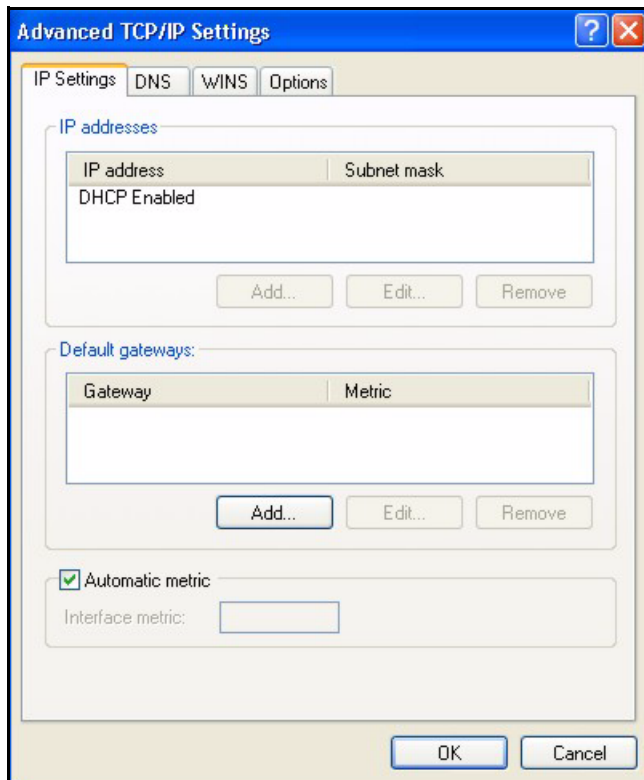 Advanced TCP/IP Settings
IP Settings DNS WINS Options
IP addresses
IP address Subnet mask
DHCP Enabled
Add... Edit... Remove
Default gateways:
Gateway Metric
Add... Edit... Remove
Automatic metric
Interface metric:
OK Cancel